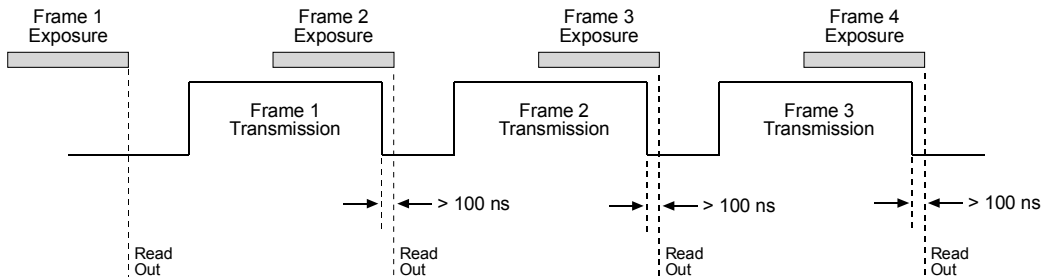 Frame 1
Exposure
Frame 2
Exposure
Frame 3
Exposure
Frame 4
Exposure
Frame 1
Transmission
Frame 2
Transmission
Frame 3
Transmission
> 100 ns
> 100 ns
> 100 ns
Read
Out
Read
Out
Read
Out
Read
Out